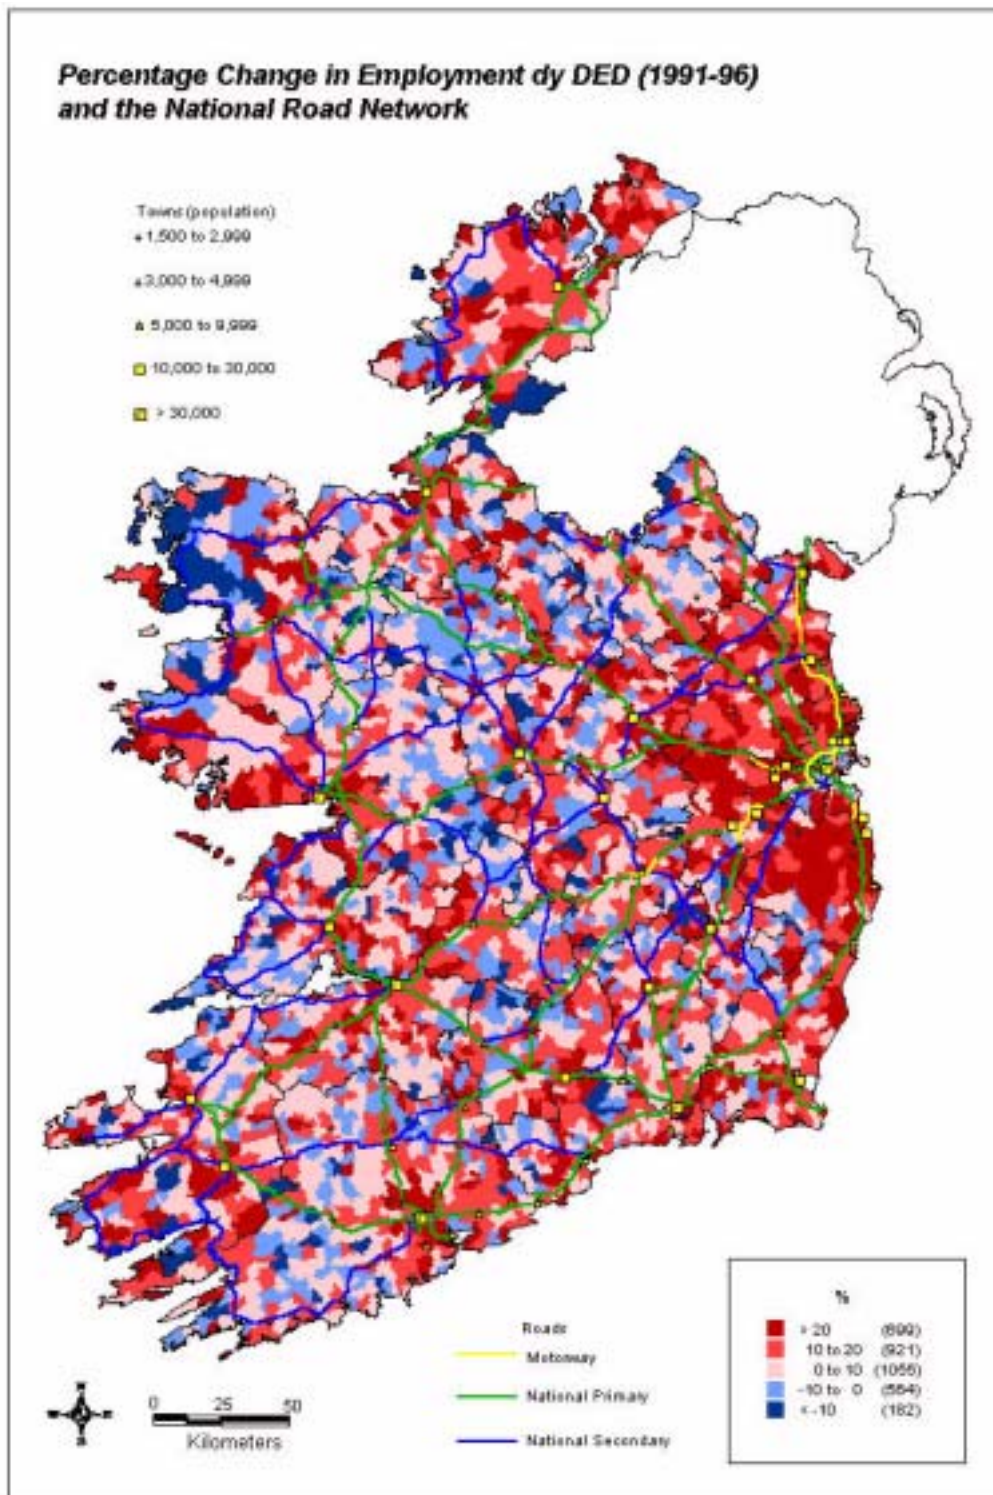 Percentage Change in Employment dy DED (1991-96)
and the National Road Network
Towns (population)
1,500 to 2,999
3,000 to 4,999
5,000 to 9,999
10,000 to 30,000
> 30,000
Roads
Motorway
National Primary
National Secondary
%
> 20 (699)
10 to 20 (921)
0 to 10 (1055)
-10 to 0 (564)
< -10 (182)
0 25 50
Kilometers